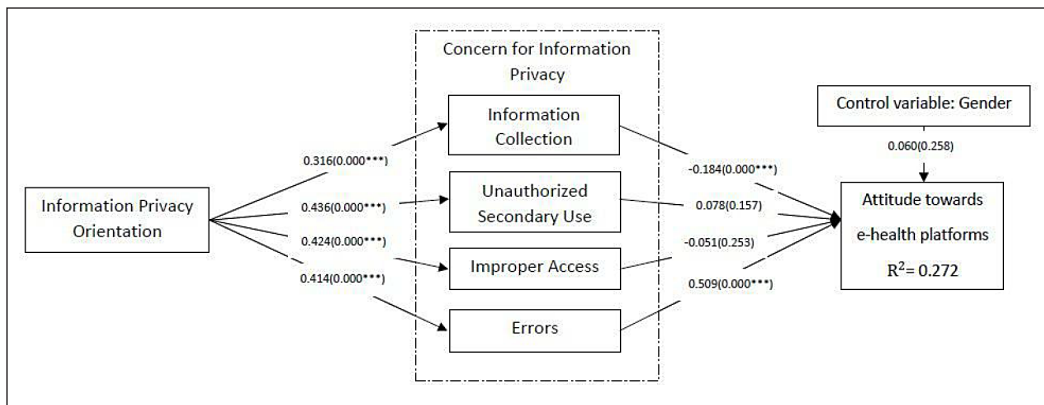 Concern for Information
Privacy
Information
Collection
Control variable: Gender
0.060(0.258)
0.316(0.000***)
-0.184(0.000***)
Information Privacy
Orientation
0.436(0.000***)
Unauthorized
Secondary Use
0.078(0.157)
Attitude towards
e-health platforms
R²= 0.272
0.424(0.000***)
Improper Access
-0.051(0.253)
0.414(0.000***)
0.509(0.000***)
Errors